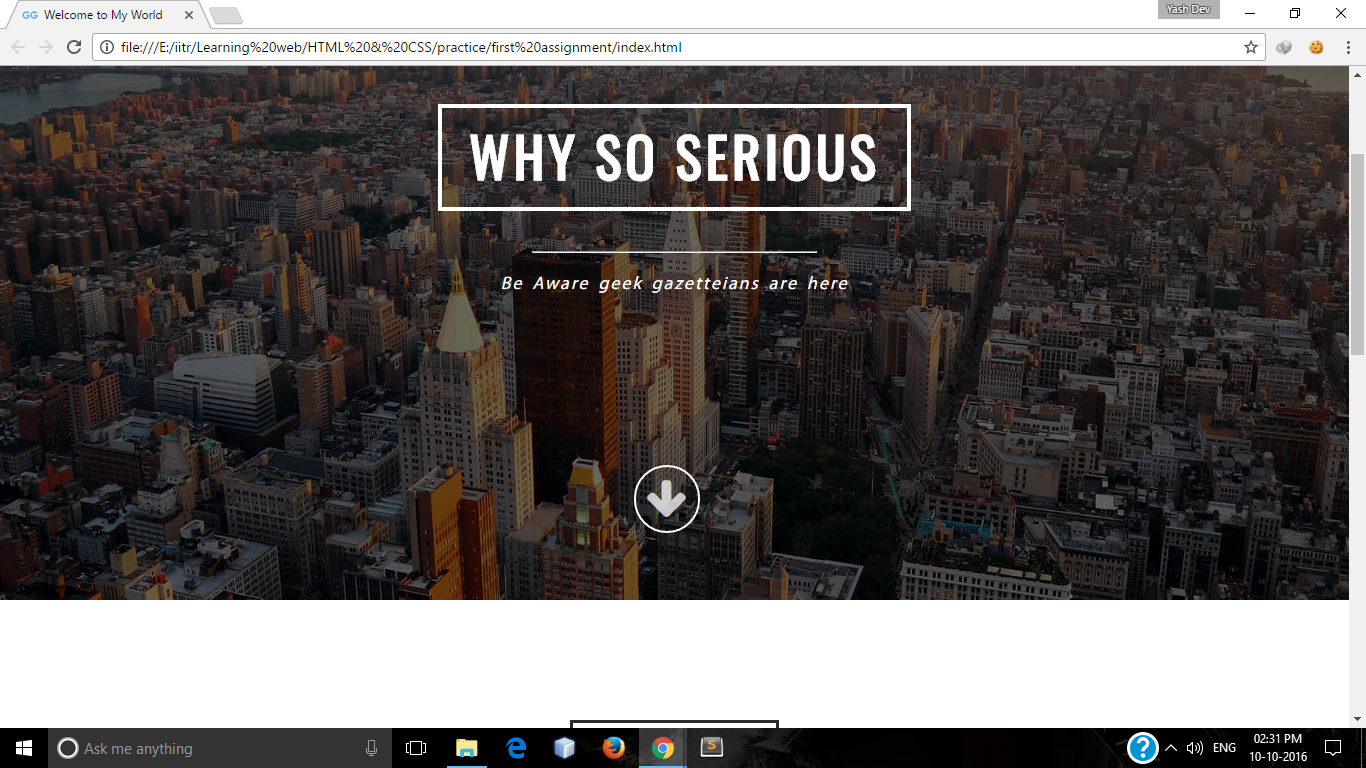 GG Welcome to My World
Yash Dev
file:///E:/iitr/Learning%20web/HTML%20&%20CSS/practice/first%20assignment/index.html
WHY SO SERIOUS
Be Aware geek gazetteians are here
Ask me anything
S
?
ENG
02:31 PM
10-10-2016